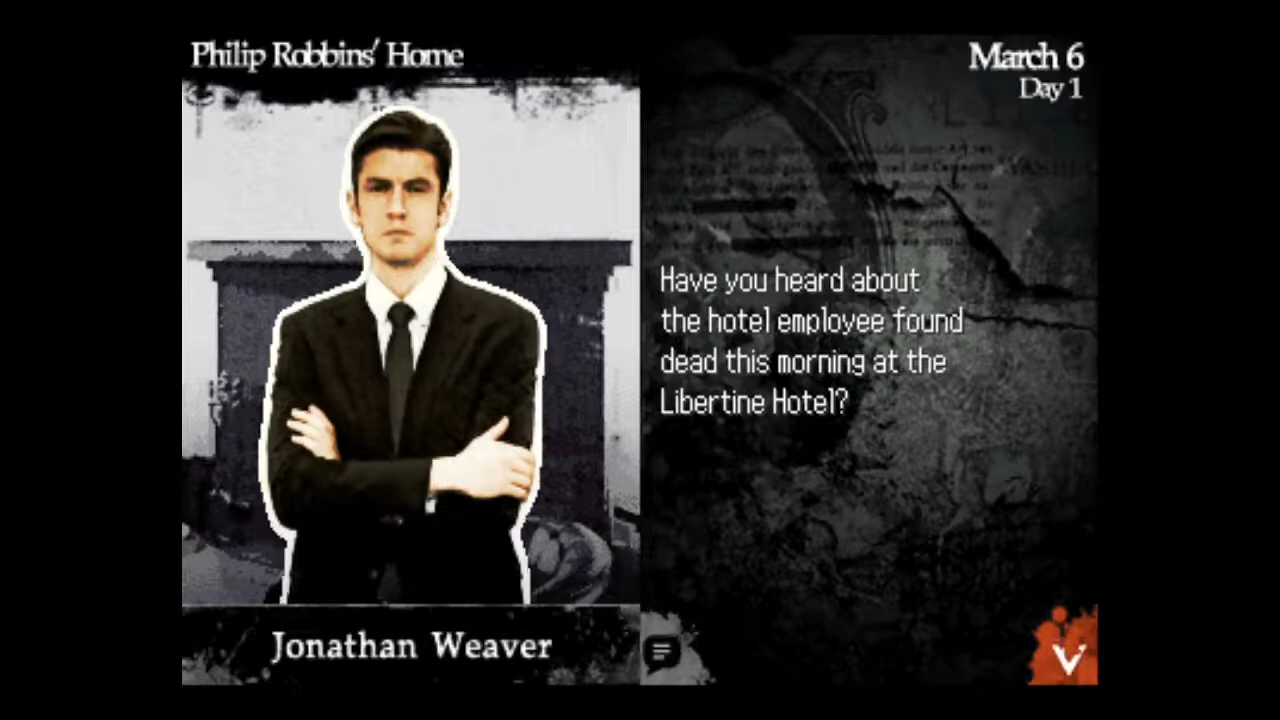 Philip Robbins' Home
March 6
Day 1
Have you heard about
the hotel employee found
dead this morning at the
Libertine Hotel?
Jonathan Weaver